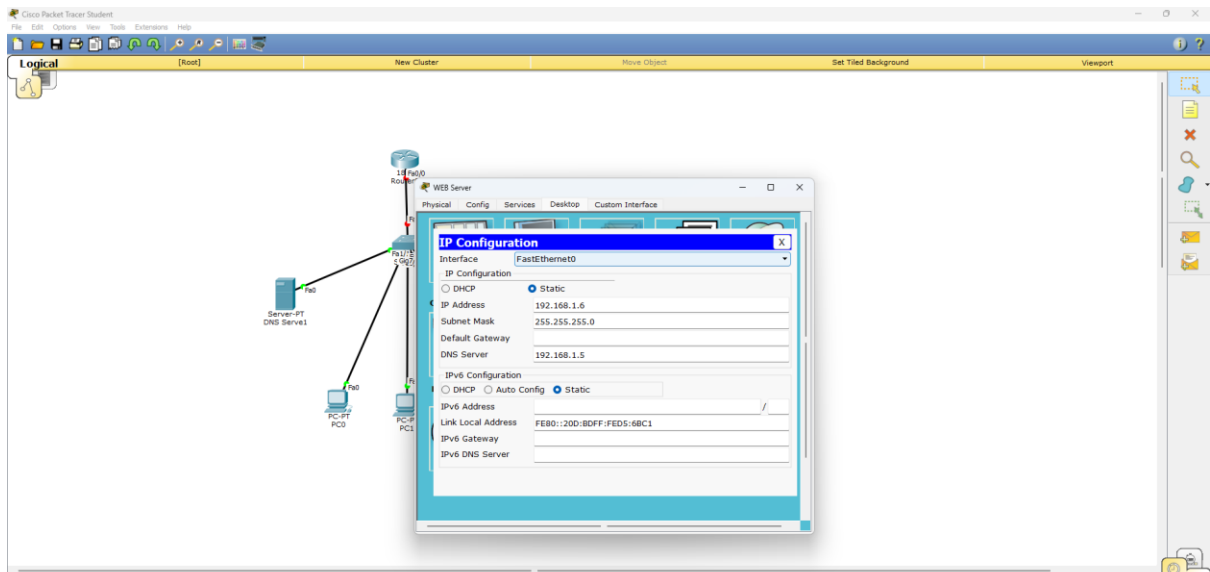 Cisco Packet Tracer Student
File Edit Options View Tools Extensions Help
Logical [Root] New Cluster Move Object Set Tiled Background Viewport
Fa0/0
WEB Server
Physical Config Services Desktop Custom Interface
IP Configuration X
Interface FastEthernet0
IP Configuration
DHCP Static
IP Address 192.168.1.6
Subnet Mask 255.255.255.0
Default Gateway
DNS Server 192.168.1.5
IPv6 Configuration
DHCP Auto Config Static
IPv6 Address /
Link Local Address FE80::20D:BDFF:FED5:6BC1
IPv6 Gateway
IPv6 DNS Server
Fa0
Server-PT
DNS Serve1
Fa0
PC-PT
PC0
PC1